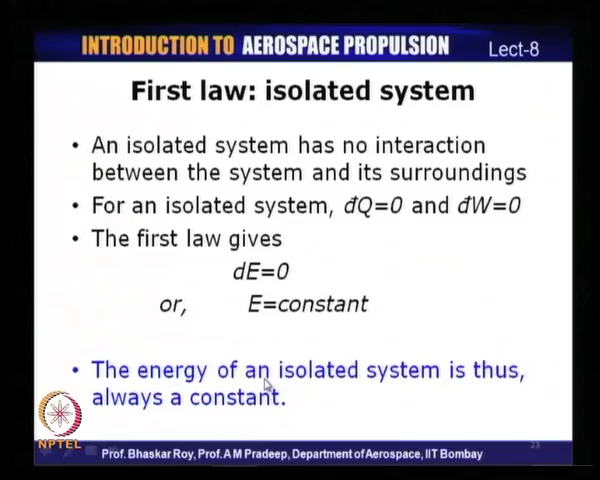 INTRODUCTION TO AEROSPACE PROPULSION Lect-8
First law: isolated system
• An isolated system has no interaction
between the system and its surroundings
• For an isolated system, đQ=0 and đW=0
• The first law gives
dE=0
or, E=constant
• The energy of an isolated system is thus,
always a constant.
NPTEL
23
Prof. Bhaskar Roy, Prof. A M Pradeep, Department of Aerospace, IIT Bombay